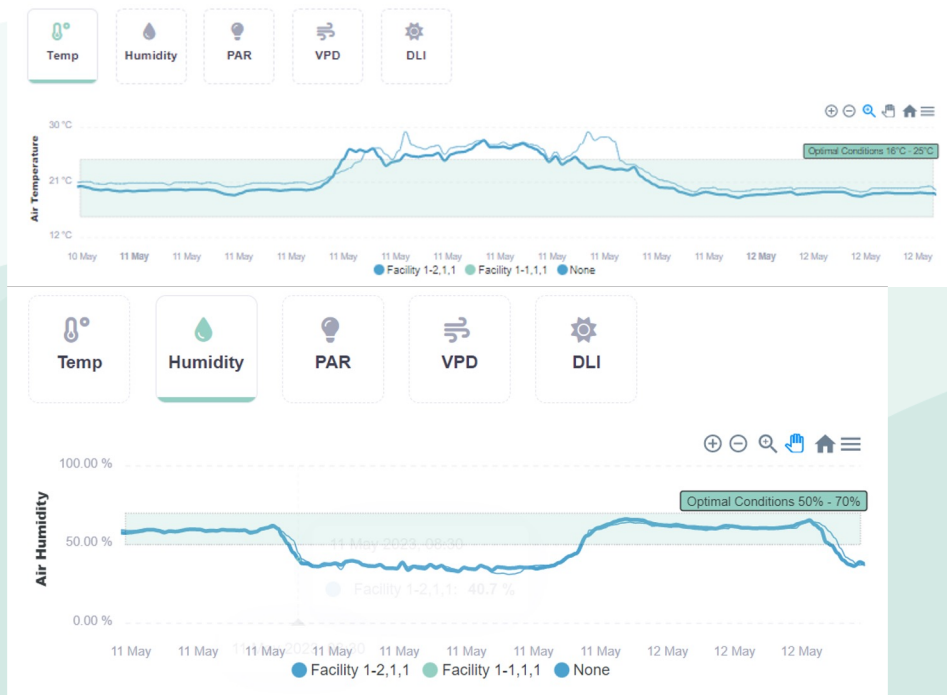 Temp Humidity PAR VPD DLI
30 °C
Optimal Conditions 16°C - 25°C
Air Temperature
21 °C
12 °C
10 May 11 May 11 May 11 May 11 May 11 May 11 May 11 May 11 May 11 May 11 May 11 May 11 May 12 May 12 May 12 May 12 May
Facility 1-2,1,1 Facility 1-1,1,1 None
Temp Humidity PAR VPD DLI
100.00 %
Optimal Conditions 50% - 70%
Air Humidity
50.00 %
11 May 2023 -08:30
Facility 1-2,1,1: 40.7 %
0.00 %
11 May 11 May 11 May 11 May 11 May 11 May 11 May 11 May 12 May 12 May 12 May
Facility 1-2,1,1 Facility 1-1,1,1 None